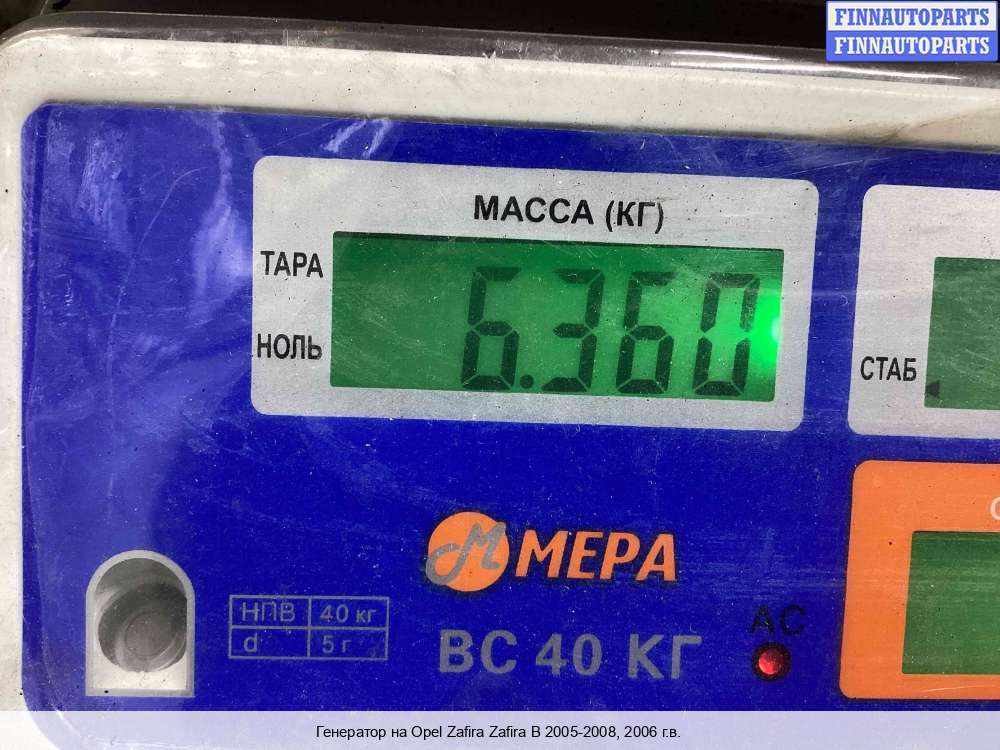 FINNAUTOPARTS
FINNAUTOPARTS
МАССА (КГ)
ТАРА
6.360
НОЛЬ
СТАБ
М МЕРА
НПВ 40 кг
d 5 г
ВС 40 КГ
AC
Генератор на Opel Zafira Zafira B 2005-2008, 2006 г.в.